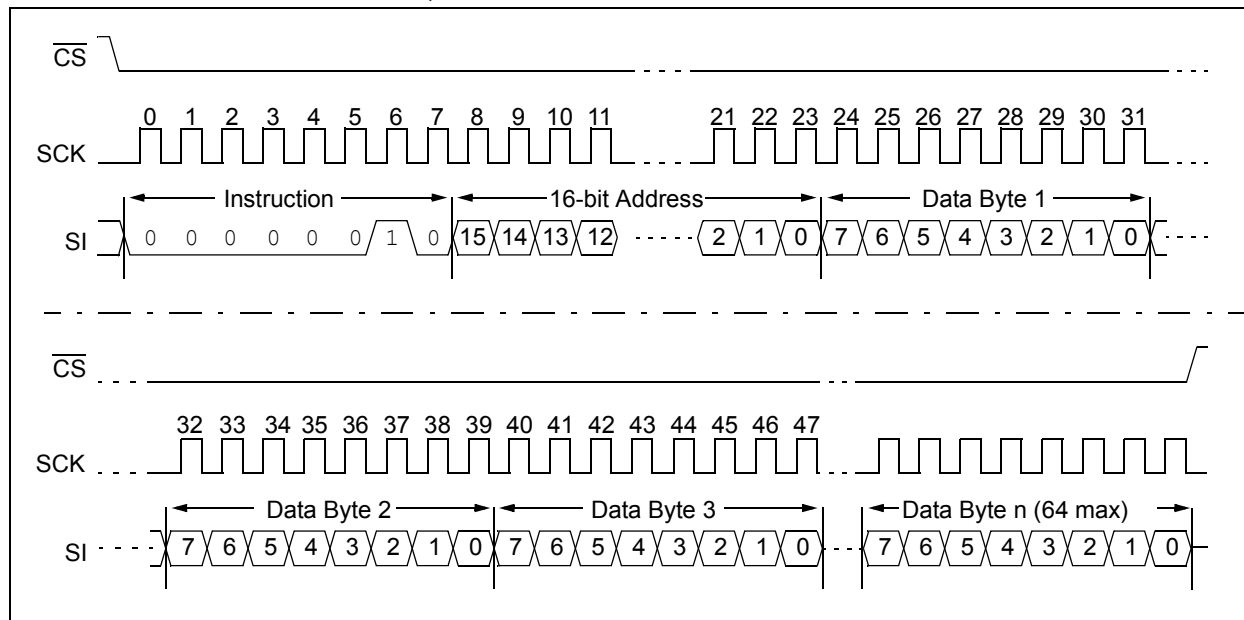 CS
0 1 2 3 4 5 6 7 8 9 10 11 21 22 23 24 25 26 27 28 29 30 31
SCK
Instruction 16-bit Address Data Byte 1
SI 0 0 0 0 0 0 1 0 15 14 13 12 2 1 0 7 6 5 4 3 2 1 0
CS
32 33 34 35 36 37 38 39 40 41 42 43 44 45 46 47
SCK
Data Byte 2 Data Byte 3 Data Byte n (64 max)
SI 7 6 5 4 3 2 1 0 7 6 5 4 3 2 1 0 7 6 5 4 3 2 1 0